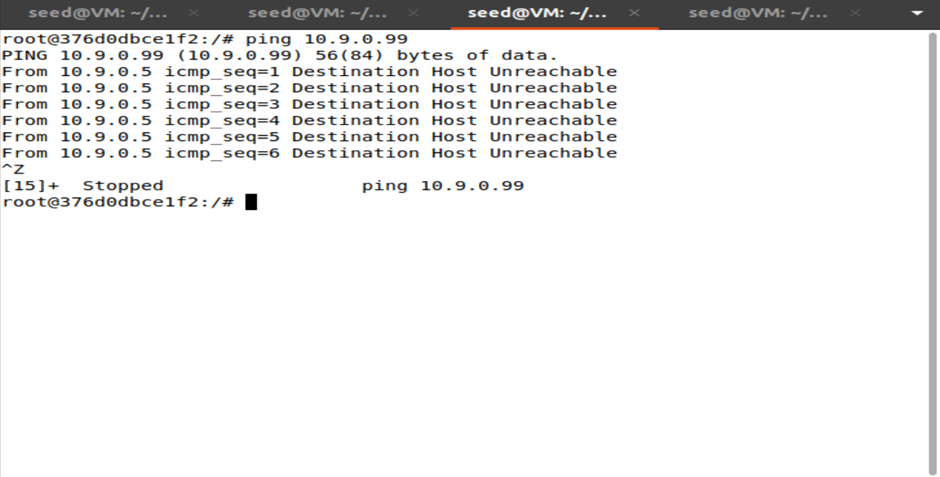 seed@VM: ~/... × seed@VM: ~/... × seed@VM: ~/... × seed@VM: ~/... ×
root@376d0dbce1f2:/# ping 10.9.0.99
PING 10.9.0.99 (10.9.0.99) 56(84) bytes of data.
From 10.9.0.5 icmp_seq=1 Destination Host Unreachable
From 10.9.0.5 icmp_seq=2 Destination Host Unreachable
From 10.9.0.5 icmp_seq=3 Destination Host Unreachable
From 10.9.0.5 icmp_seq=4 Destination Host Unreachable
From 10.9.0.5 icmp_seq=5 Destination Host Unreachable
From 10.9.0.5 icmp_seq=6 Destination Host Unreachable
^Z
[15]+  Stopped                 ping 10.9.0.99
root@376d0dbce1f2:/#